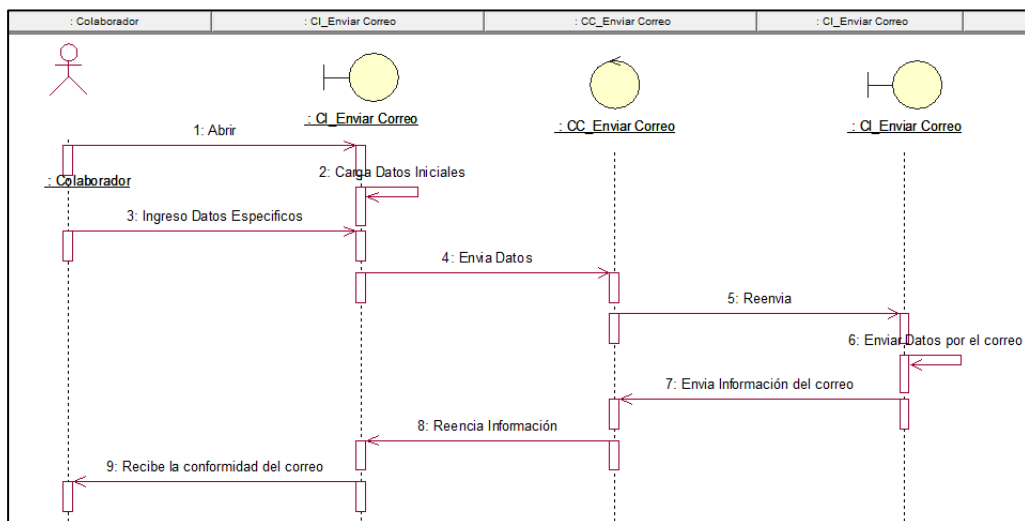 : Colaborador
: CI_Enviar Correo
: CC_Enviar Correo
: CI_Enviar Correo
: CI_Enviar Correo
: CC_Enviar Correo
: CI_Enviar Correo
1: Abrir
: Colaborador
2: Carga Datos Iniciales
3: Ingreso Datos Especificos
4: Envia Datos
5: Reenvia
6: Enviar Datos por el correo
7: Envia Información del correo
8: Reencia Información
9: Recibe la conformidad del correo